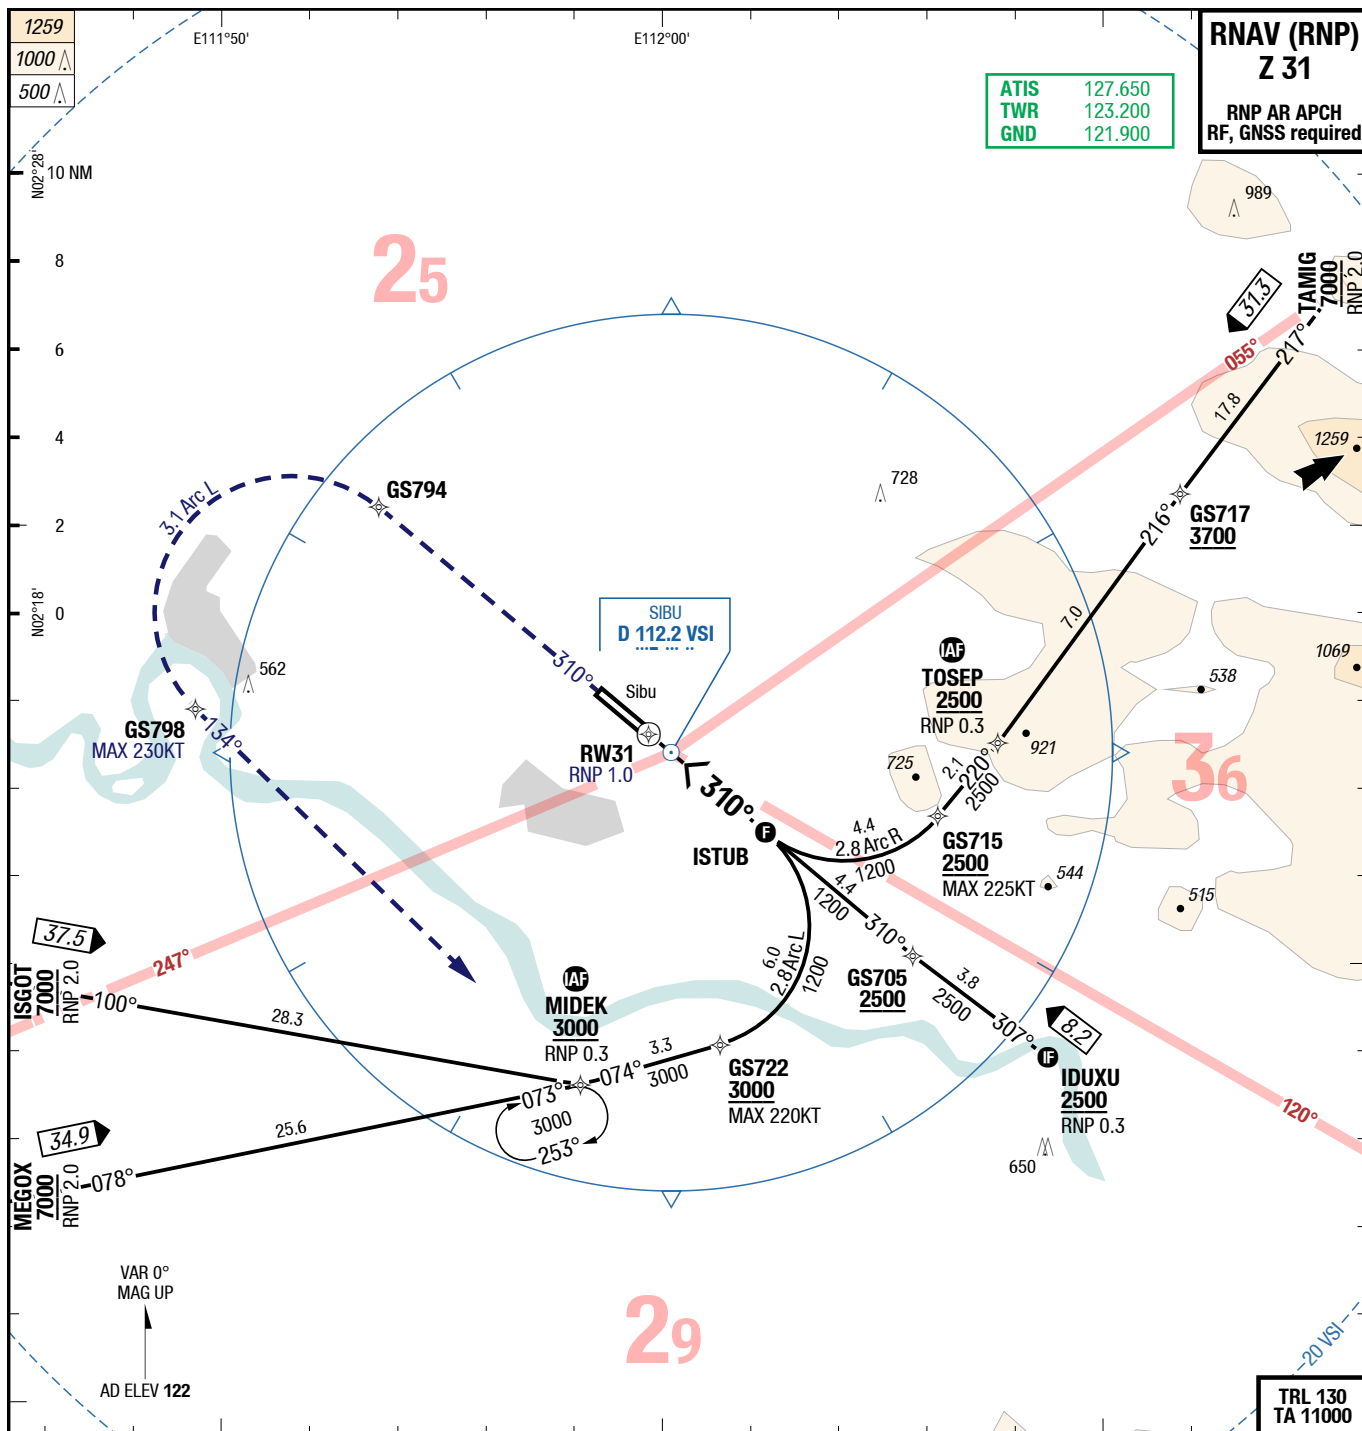 1259
1000
500
E111°50'
E112°00'
RNAV (RNP)
Z 31
RNP AR APCH
RF, GNSS required
ATIS 127.650
TWR 123.200
GND 121.900
N02°28'
10 NM
8
6
4
2
0
N02°18'
25
989
TAMIG
7000
RNP 2.0
31.3
055°
217°
17.8
1259
GS717
3700
216°
7.0
728
GS794
3.1 Arc L
562
310°
SIBU
D 112.2 VSI
Sibu
RW31
RNP 1.0
GS798
MAX 230KT
134°
IAF
TOSEP
2500
RNP 0.3
921
538
1069
36
725
2.1
220°
2500
GS715
2500
MAX 225KT
310°
F
ISTUB
4.4
2.8 Arc R
1200
4.4
1200
310°
544
515
GS705
2500
3.8
2500
307°
8.2
IF
IDUXU
2500
RNP 0.3
650
120°
6.0
2.8 Arc L
1200
247°
37.5
ISGOT
7000
RNP 2.0
100°
28.3
IAF
MIDEK
3000
RNP 0.3
3.3
074°
3000
GS722
3000
MAX 220KT
073°
3000
253°
34.9
25.6
MEGOX
7000
RNP 2.0
078°
VAR 0°
MAG UP
AD ELEV 122
29
20 VSI
TRL 130
TA 11000